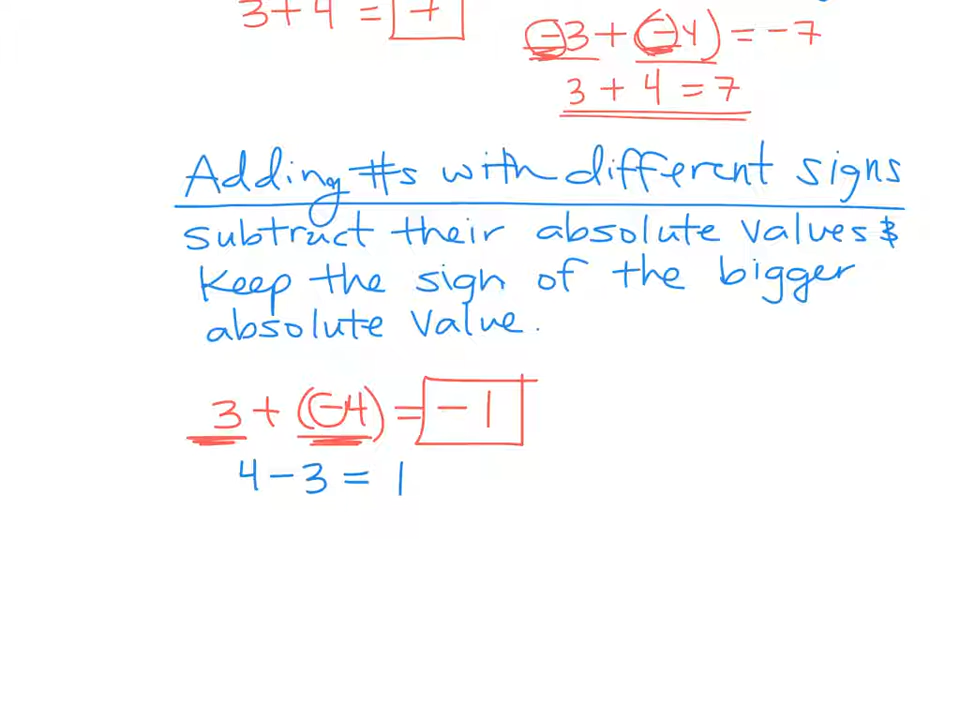 3 + 4 = 7
-3 + (-4) = -7
3 + 4 = 7
Adding #s with different signs
subtract their absolute values &
Keep the sign of the bigger
absolute value.
3 + (-4) = -1
4 - 3 = 1